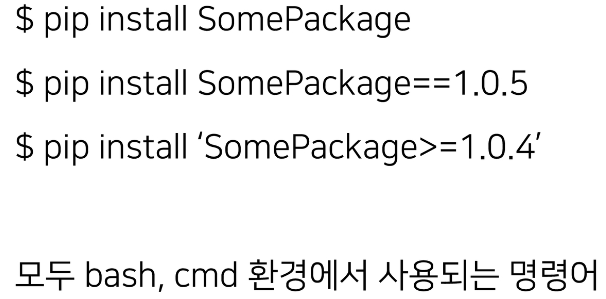 $ pip install SomePackage
$ pip install SomePackage==1.0.5
$ pip install ‘SomePackage>=1.0.4’
모두 bash, cmd 환경에서 사용되는 명령어